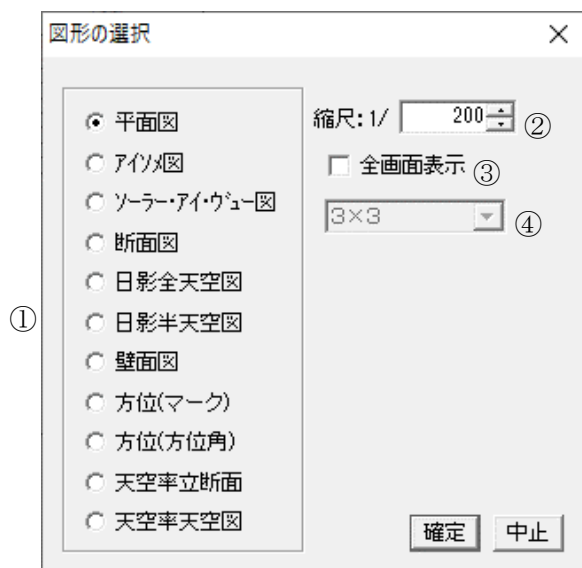 図形の選択
平面図
アイソメ図
ソーラー・アイ・ヴュー図
断面図
日影全天空図
日影半天空図
壁面図
方位(マーク)
方位(方位角)
天空率立断面
天空率天空図
①
縮尺:1/ 200 ②
全画面表示 ③
3×3 ④
確定 中止